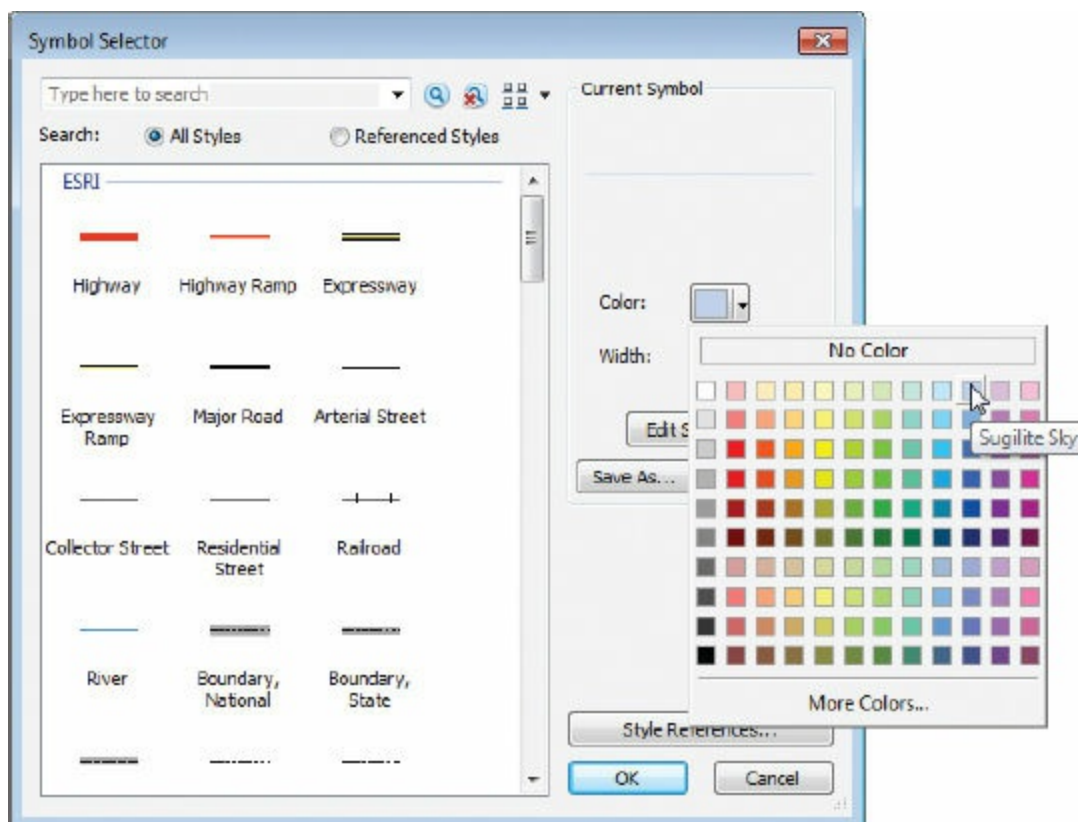 Symbol Selector
Type here to search
Search: All Styles Referenced Styles
ESRI
Highway Highway Ramp Expressway
Expressway Ramp Major Road Arterial Street
Collector Street Residential Street Railroad
River Boundary, National Boundary, State
Current Symbol
Color:
Width:
No Color
Sugilite Sky
Edit S
Save As...
More Colors...
Style References...
OK Cancel